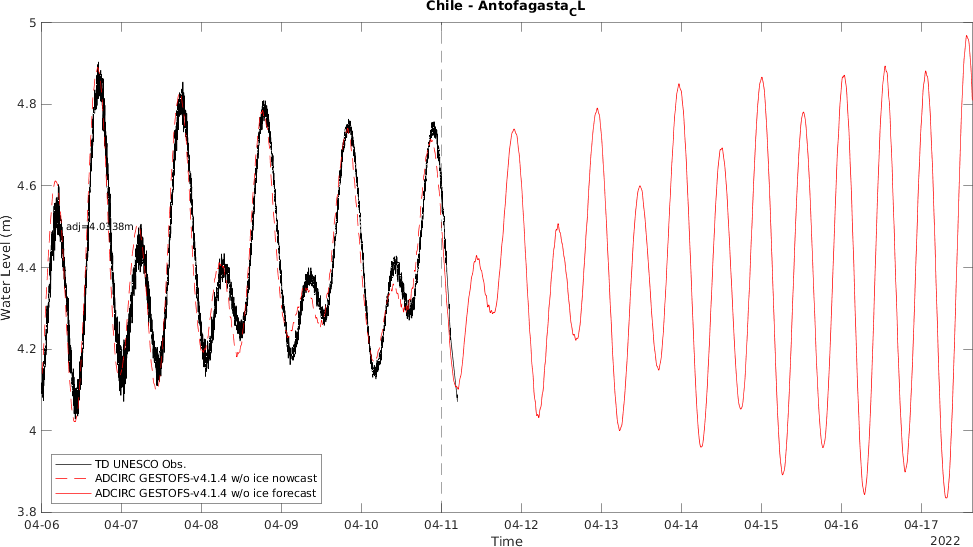 Chile - Antofagasta_CL
5
4.8
4.6
4.4
4.2
4
3.8
Water Level (m)
adj=4.0338m
TD UNESCO Obs.
ADCIRC GESTOFS-v4.1.4 w/o ice nowcast
ADCIRC GESTOFS-v4.1.4 w/o ice forecast
04-06 04-07 04-08 04-09 04-10 04-11 04-12 04-13 04-14 04-15 04-16 04-17
Time
2022